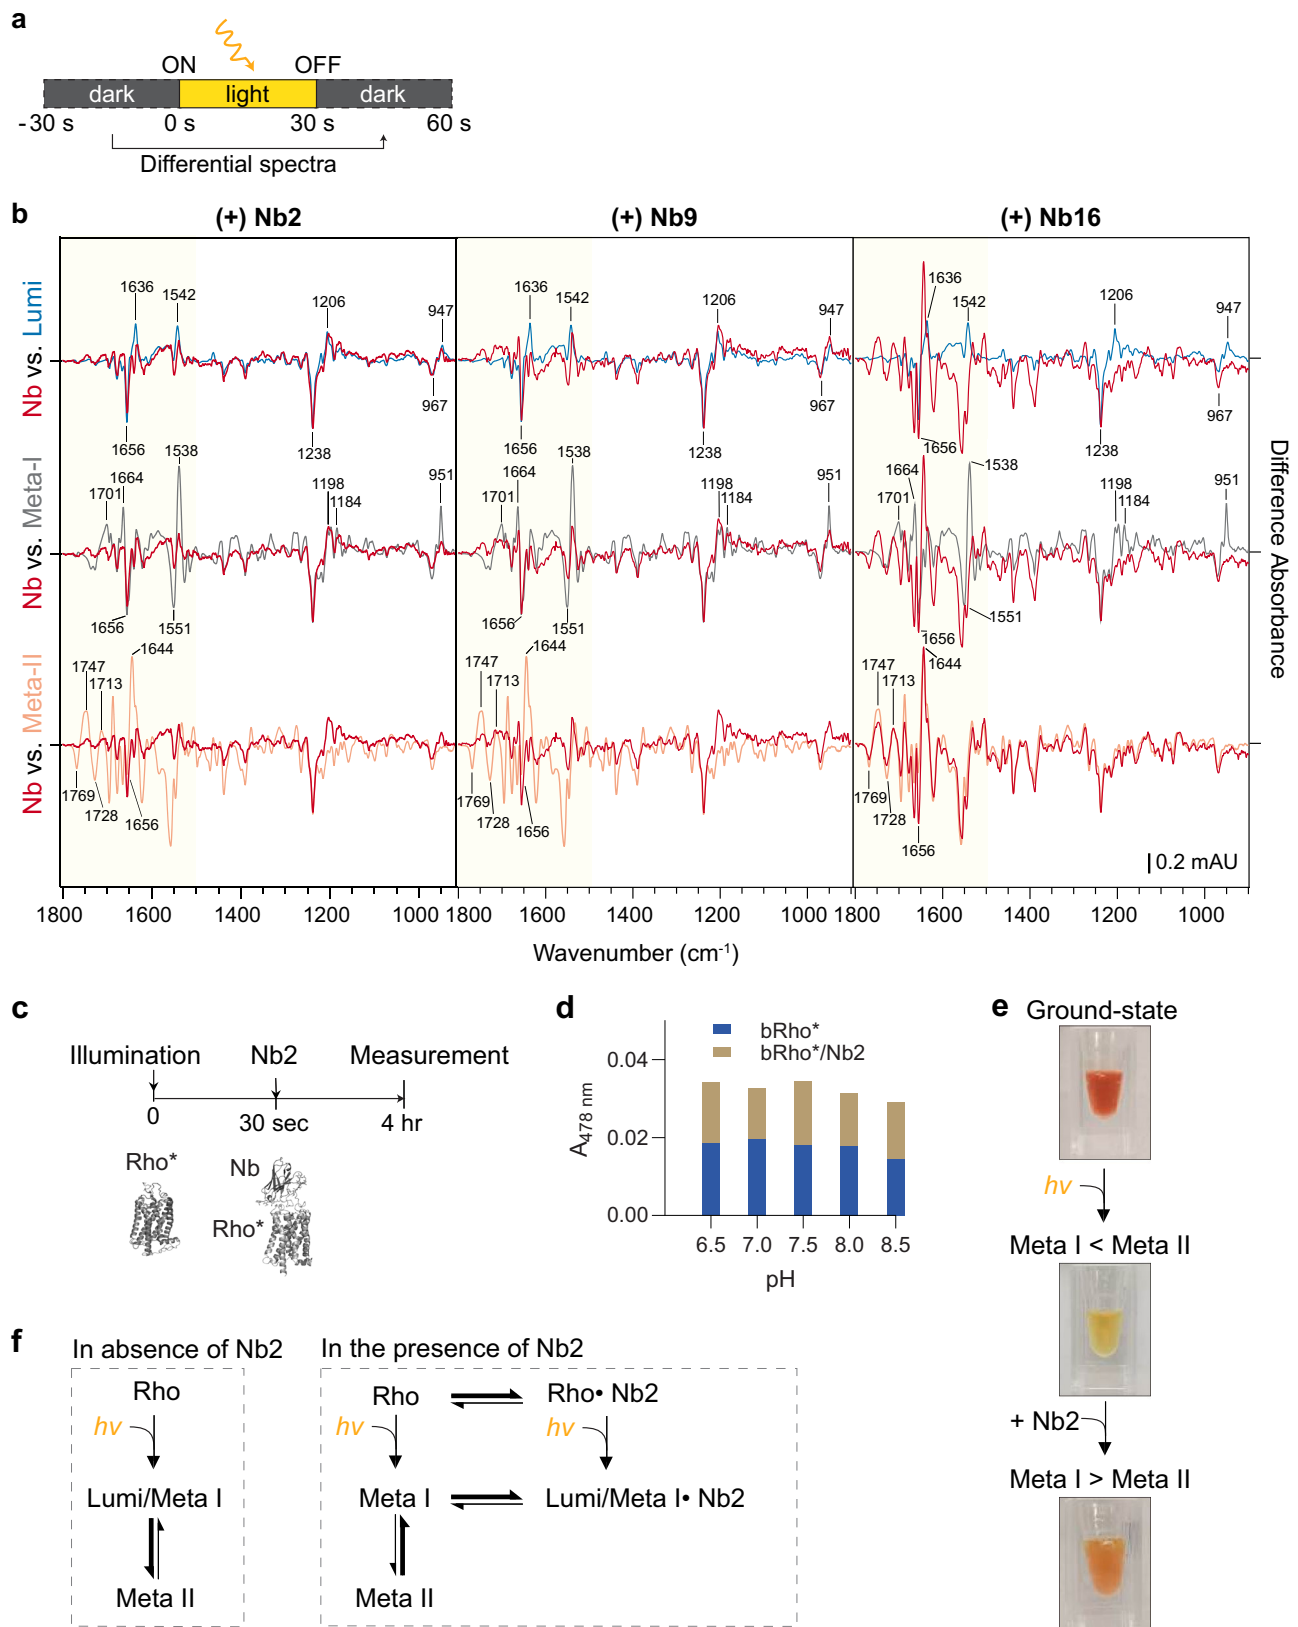 a
ON OFF
dark light dark
-30 s 0 s 30 s 60 s
Differential spectra
b
(+) Nb2 (+) Nb9 (+) Nb16
Nb vs. Lumi
1636 1542 1206 947
1656 1238 967
1636 1542 1206 947
1656 1238 967
1636 1542 1206 947
1656 1238 967
Nb vs. Meta-I
1701 1664 1538 1198 1184 951
1656 1551
1701 1664 1538 1198 1184 951
1656 1551
1701 1664 1538 1198 1184 951
1656 1551
Nb vs. Meta-II
1747 1713 1644
1769 1728 1656
1747 1713 1644
1769 1728 1656
1747 1713 1644
1769 1728 1656
0.2 mAU
Difference Absorbance
1800 1600 1400 1200 1000
1800 1600 1400 1200 1000
1800 1600 1400 1200 1000
Wavenumber (cm⁻¹)
c
Illumination Nb2 Measurement
0 30 sec 4 hr
Rho* Nb
Rho*
d
bRho*
bRho*/Nb2
A478 nm
0.04
0.02
0.00
6.5 7.0 7.5 8.0 8.5
pH
e
Ground-state
hv
Meta I < Meta II
+ Nb2
Meta I > Meta II
f
In absence of Nb2
Rho
hv
Lumi/Meta I
Meta II
In the presence of Nb2
Rho Rho• Nb2
hv hv
Meta I Lumi/Meta I• Nb2
Meta II